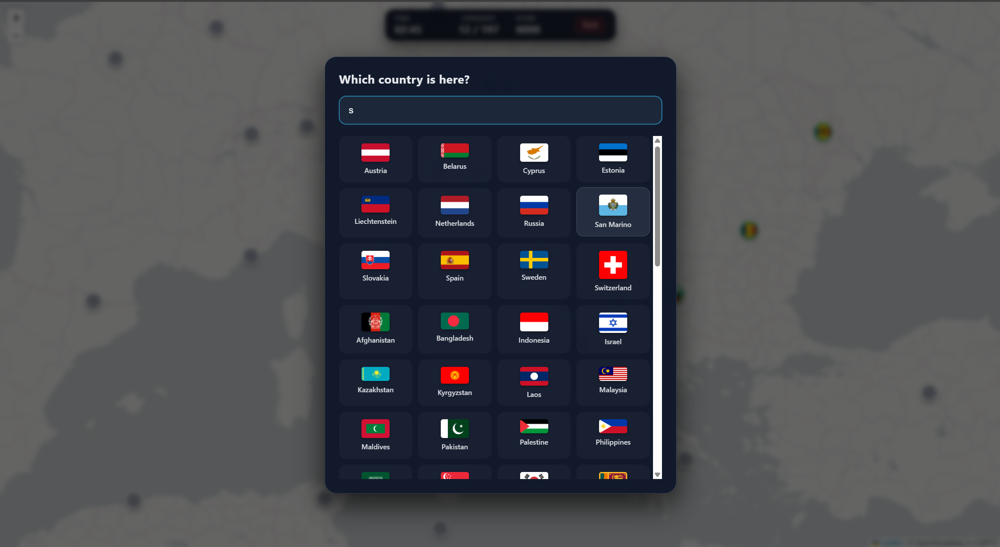 Which country is here?
s
Austria
Belarus
Cyprus
Estonia
Liechtenstein
Netherlands
Russia
San Marino
Slovakia
Spain
Sweden
Switzerland
Afghanistan
Bangladesh
Indonesia
Israel
Kazakhstan
Kyrgyzstan
Laos
Malaysia
Maldives
Pakistan
Palestine
Philippines